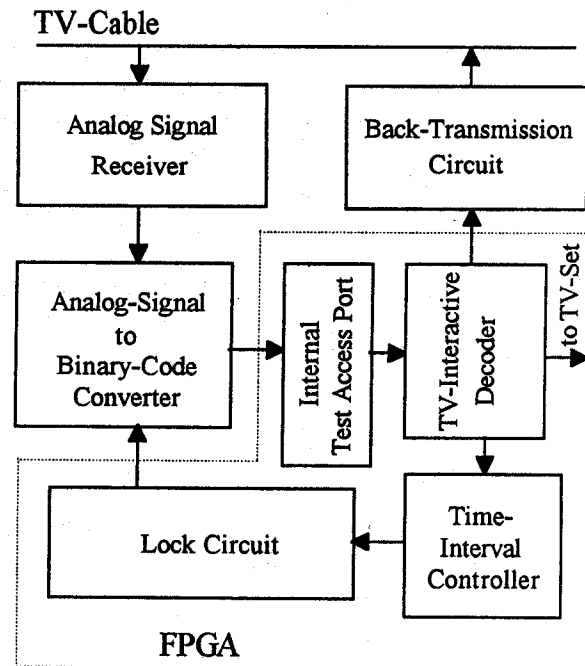 TV-Cable
Analog Signal
Receiver
Back-Transmission
Circuit
Analog-Signal
to
Binary-Code
Converter
Internal
Test Access Port
TV-Interactive
Decoder
to TV-Set
Lock Circuit
Time-
Interval
Controller
FPGA